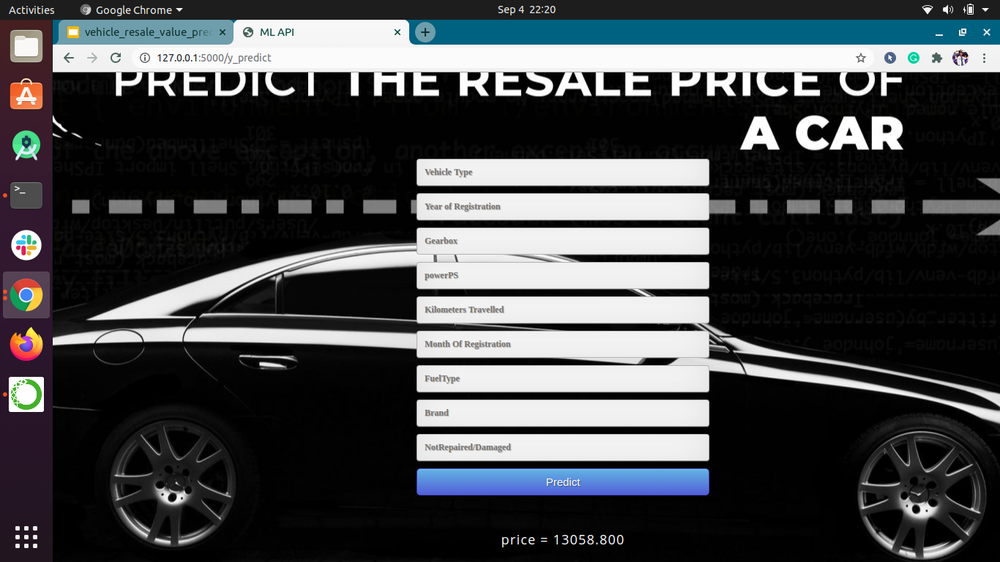 Activities
Google Chrome
Sep 4 22:20
vehicle_resale_value_pred
ML API
127.0.0.1:5000/y_predict
PREDICT THE RESALE PRICE OF
A CAR
Vehicle Type
Year of Registration
Gearbox
powerPS
Kilometers Travelled
Month Of Registration
FuelType
Brand
NotRepaired/Damaged
Predict
price = 13058.800